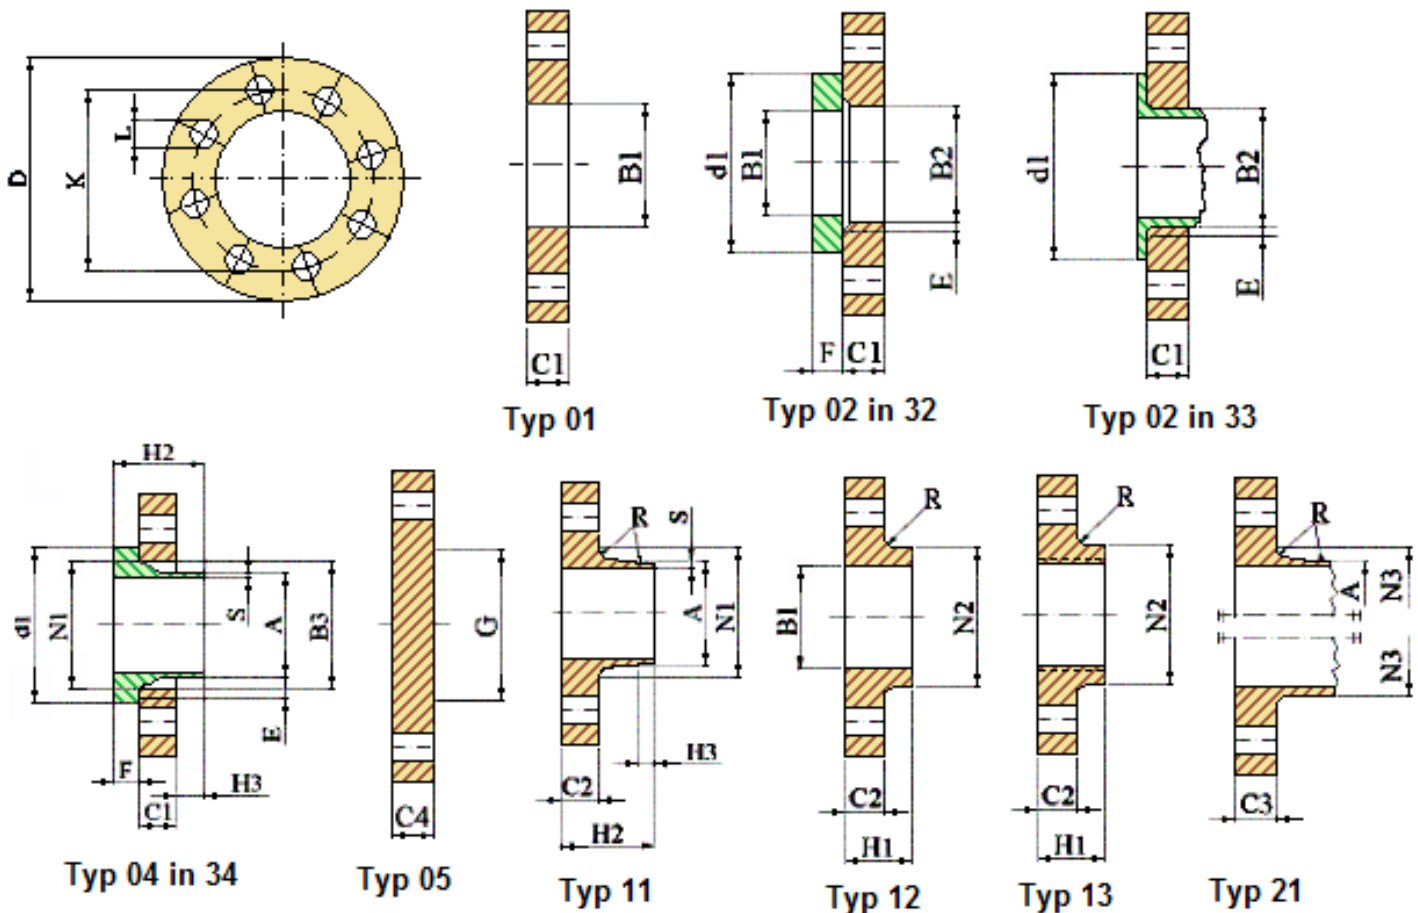 D
K
L
B1
C1
Typ 01
d1
B1
B2
E
F C1
Typ 02 in 32
d1
B2
E
C1
Typ 02 in 33
H2
d1
N1
S
A
B3
E
F
H3
C1
Typ 04 in 34
G
C4
Typ 05
R
S
A
N1
H3
C2
H2
Typ 11
R
B1
N2
C2
H1
Typ 12
R
N2
C2
H1
Typ 13
R
A
N3
N3
C3
Typ 21